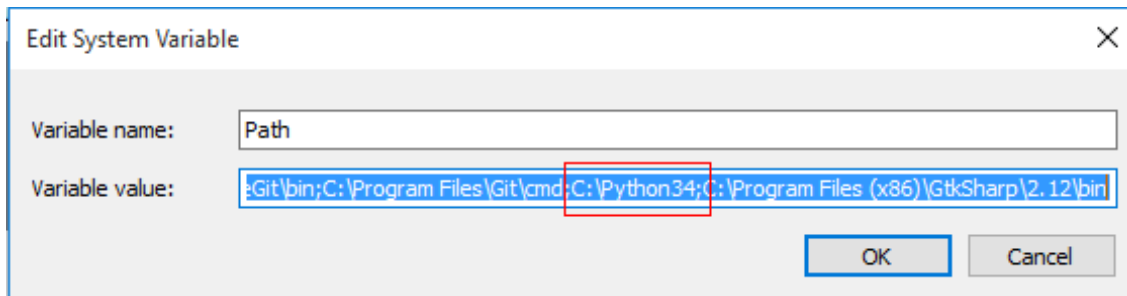 Edit System Variable
Variable name: Path
Variable value: eGit\bin;C:\Program Files\Git\cmd;C:\Python34;C:\Program Files (x86)\GtkSharp\2.12\bin
OK Cancel